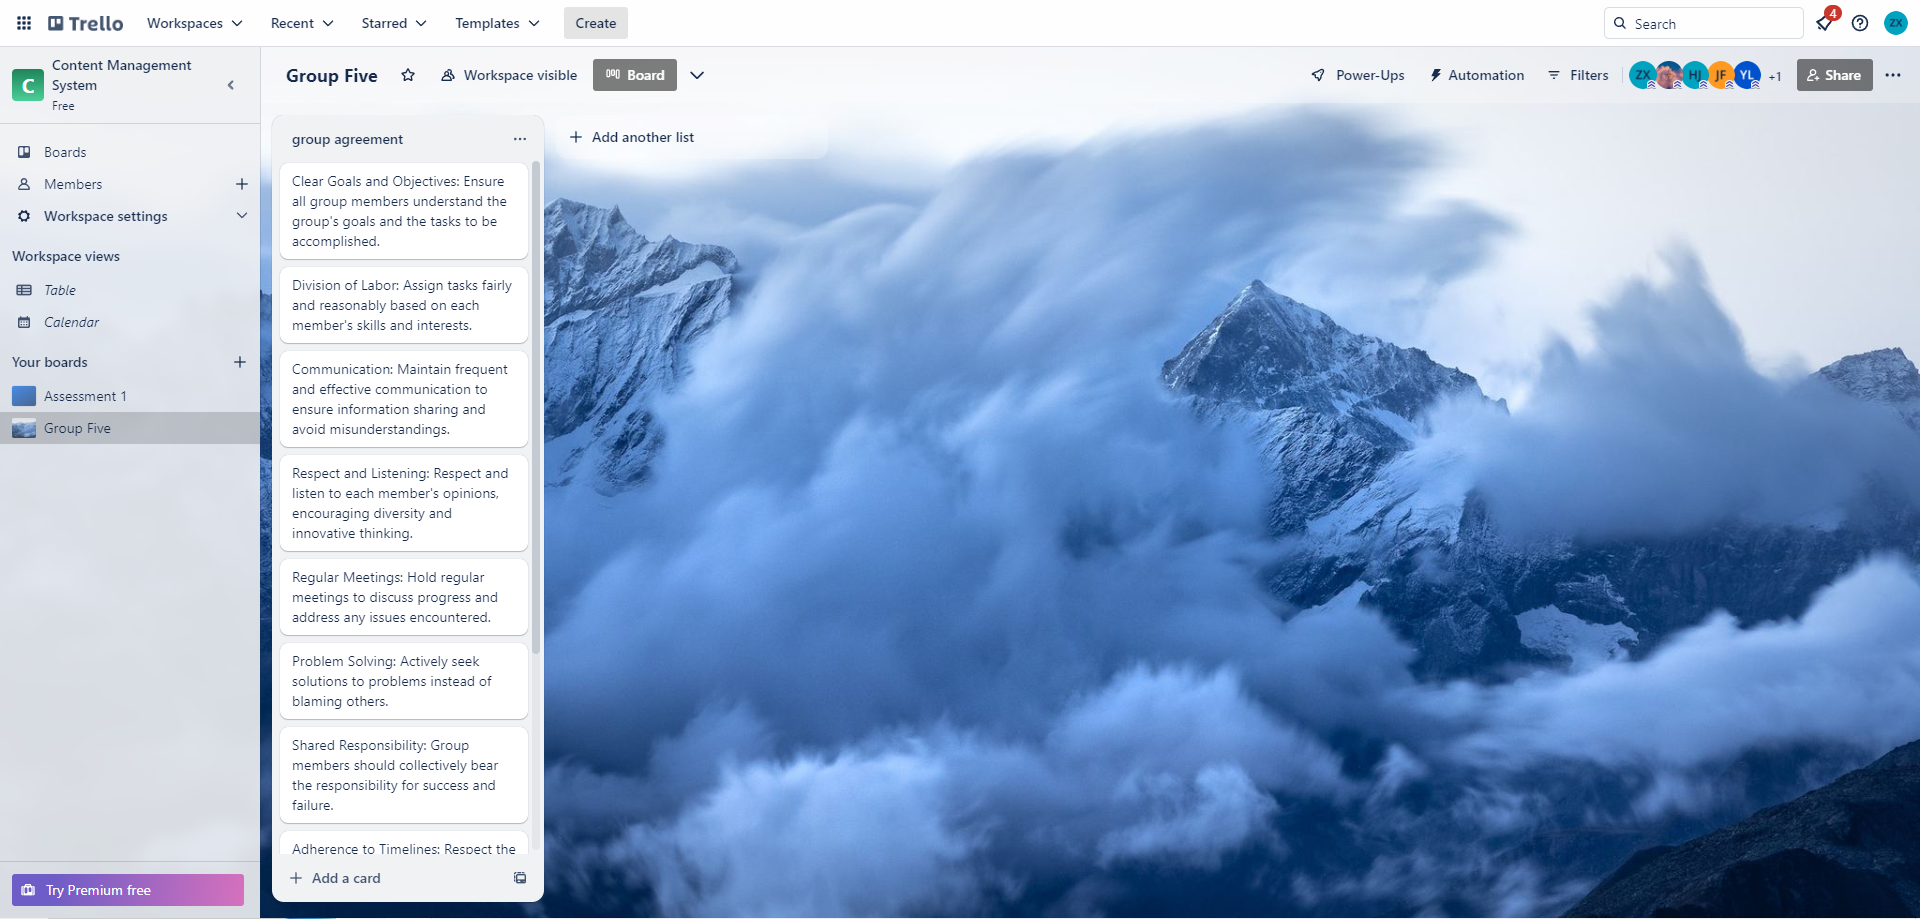 Trello
Workspaces
Recent
Starred
Templates
Create
Search
4
ZX
Content Management
System
Free
C
Group Five
Workspace visible
Board
Power-Ups
Automation
Filters
ZX
HJ
JF
YL
+1
Share
Boards
Members
Workspace settings
Workspace views
Table
Calendar
Your boards
Assessment 1
Group Five
Try Premium free
group agreement
Clear Goals and Objectives: Ensure
all group members understand the
group's goals and the tasks to be
accomplished.
Division of Labor: Assign tasks fairly
and reasonably based on each
member's skills and interests.
Communication: Maintain frequent
and effective communication to
ensure information sharing and
avoid misunderstandings.
Respect and Listening: Respect and
listen to each member's opinions,
encouraging diversity and
innovative thinking.
Regular Meetings: Hold regular
meetings to discuss progress and
address any issues encountered.
Problem Solving: Actively seek
solutions to problems instead of
blaming others.
Shared Responsibility: Group
members should collectively bear
the responsibility for success and
failure.
Adherence to Timelines: Respect the
Add a card
Add another list